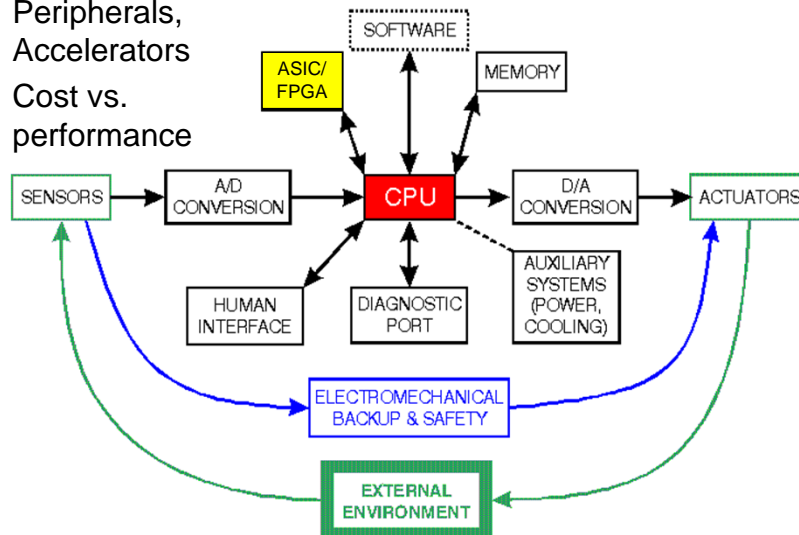 Peripherals,
Accelerators
Cost vs.
performance
SOFTWARE
ASIC/
FPGA
MEMORY
SENSORS
A/D
CONVERSION
CPU
D/A
CONVERSION
ACTUATORS
HUMAN
INTERFACE
DIAGNOSTIC
PORT
AUXILIARY
SYSTEMS
(POWER,
COOLING)
ELECTROMECHANICAL
BACKUP & SAFETY
EXTERNAL
ENVIRONMENT